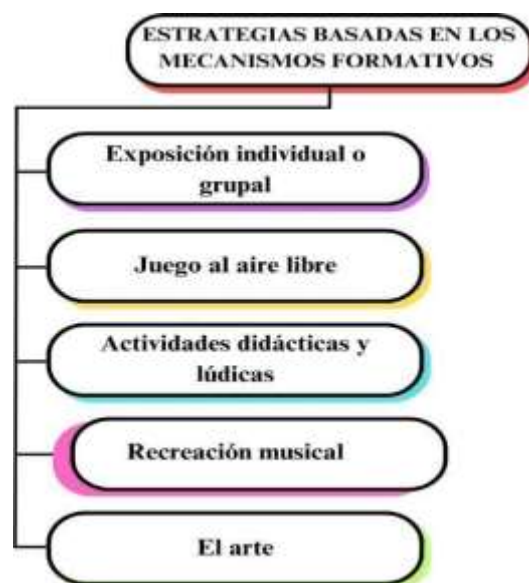 ESTRATEGIAS BASADAS EN LOS
MECANISMOS FORMATIVOS
Exposición individual o
grupal
Juego al aire libre
Actividades didácticas y
lúdicas
Recreación musical
El arte